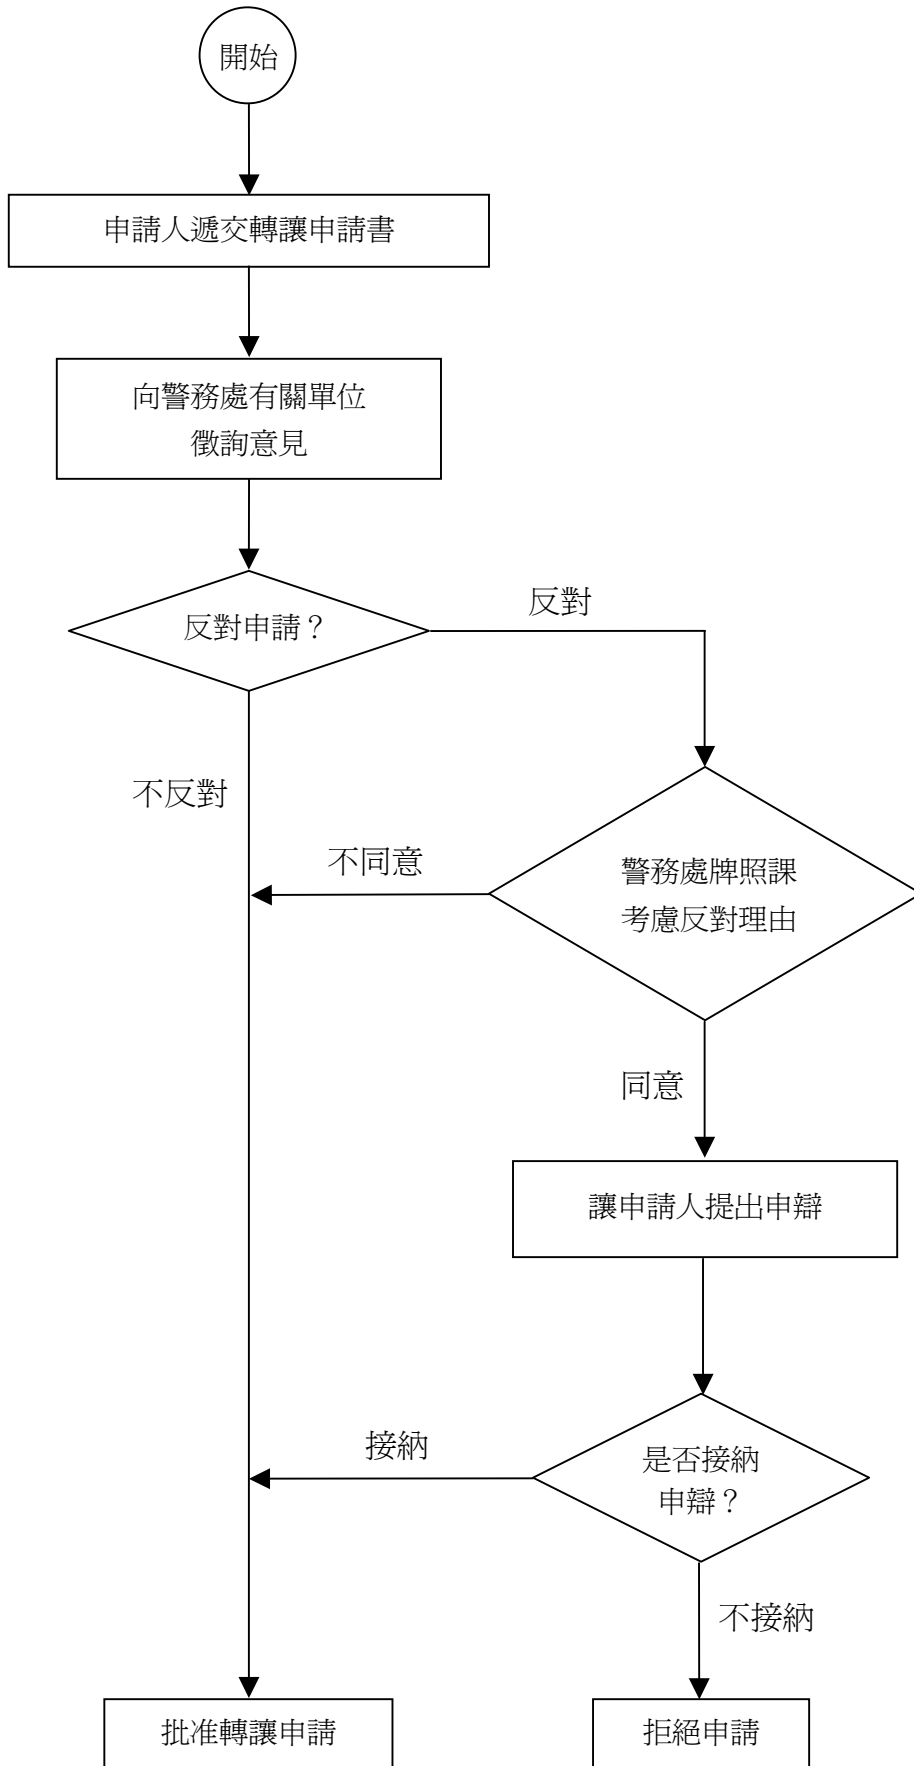 開始
申請人遞交轉讓申請書
向警務處有關單位
徵詢意見
反對申請？
反對
不反對
不同意
警務處牌照課
考慮反對理由
同意
讓申請人提出申辯
接納
是否接納
申辯？
不接納
批准轉讓申請
拒絕申請